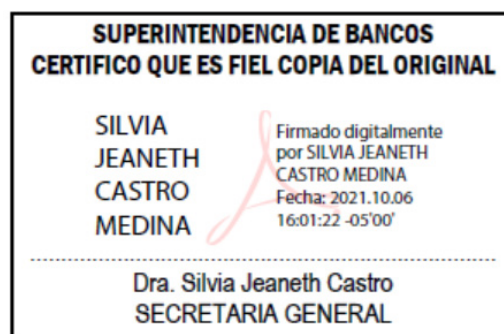 SUPERINTENDENCIA DE BANCOS
CERTIFICO QUE ES FIEL COPIA DEL ORIGINAL
SILVIA
JEANETH
CASTRO
MEDINA
Firmado digitalmente
por SILVIA JEANETH
CASTRO MEDINA
Fecha: 2021.10.06
16:01:22 -05'00'
Dra. Silvia Jeaneth Castro
SECRETARIA GENERAL